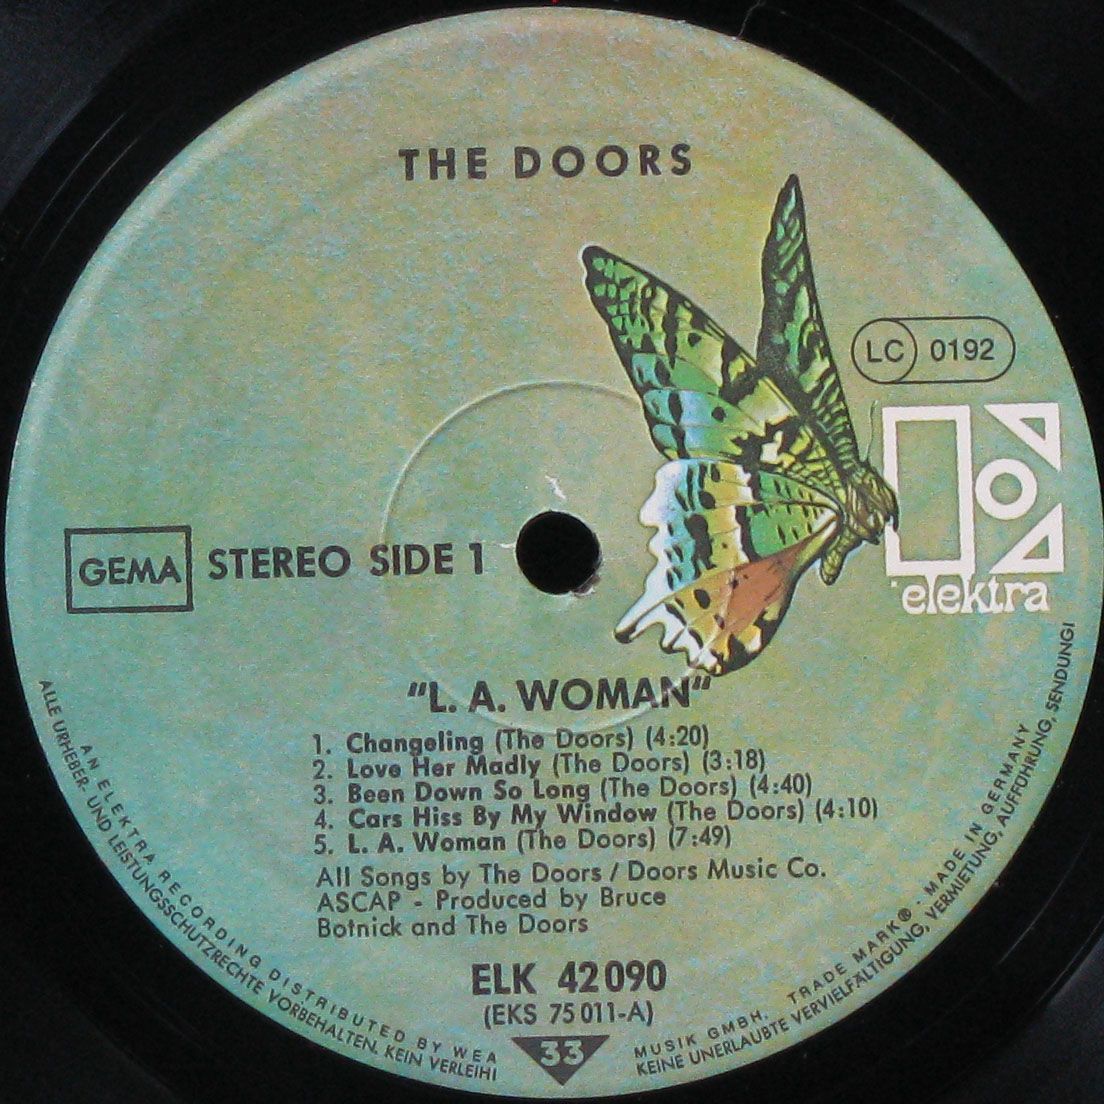 THE DOORS
LC 0192
elektra
GEMA STEREO SIDE 1
"L. A. WOMAN"
1. Changeling (The Doors) (4:20)
2. Love Her Madly (The Doors) (3:18)
3. Been Down So Long (The Doors) (4:40)
4. Cars Hiss By My Window (The Doors) (4:10)
5. L. A. Woman (The Doors) (7:49)
All Songs by The Doors / Doors Music Co.
ASCAP - Produced by Bruce
Botnick and The Doors
ELK 42 090
(EKS 75 011-A)
33
AN ELEKTRA RECORDING DISTRIBUTED BY WEA MUSIK GMBH. TRADE MARK® · MADE IN GERMANY
ALLE URHEBER- UND LEISTUNGSSCHUTZRECHTE VORBEHALTEN. KEIN VERLEIH! KEINE UNERLAUBTE VERVIELFÄLTIGUNG, VERMIETUNG, AUFFÜHRUNG, SENDUNG!